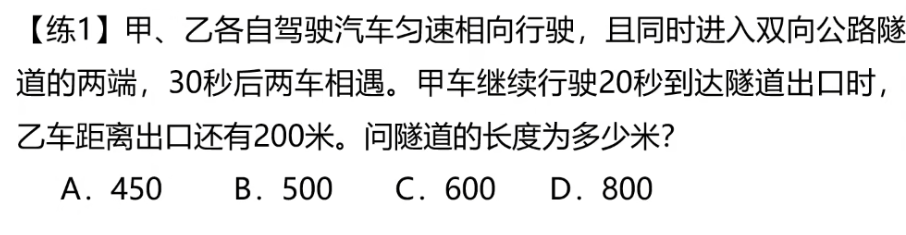 【练1】甲、乙各自驾驶汽车匀速相向行驶，且同时进入双向公路隧
道的两端，30秒后两车相遇。甲车继续行驶20秒到达隧道出口时，
乙车距离出口还有200米。问隧道的长度为多少米？
A．450 B．500 C．600 D．800